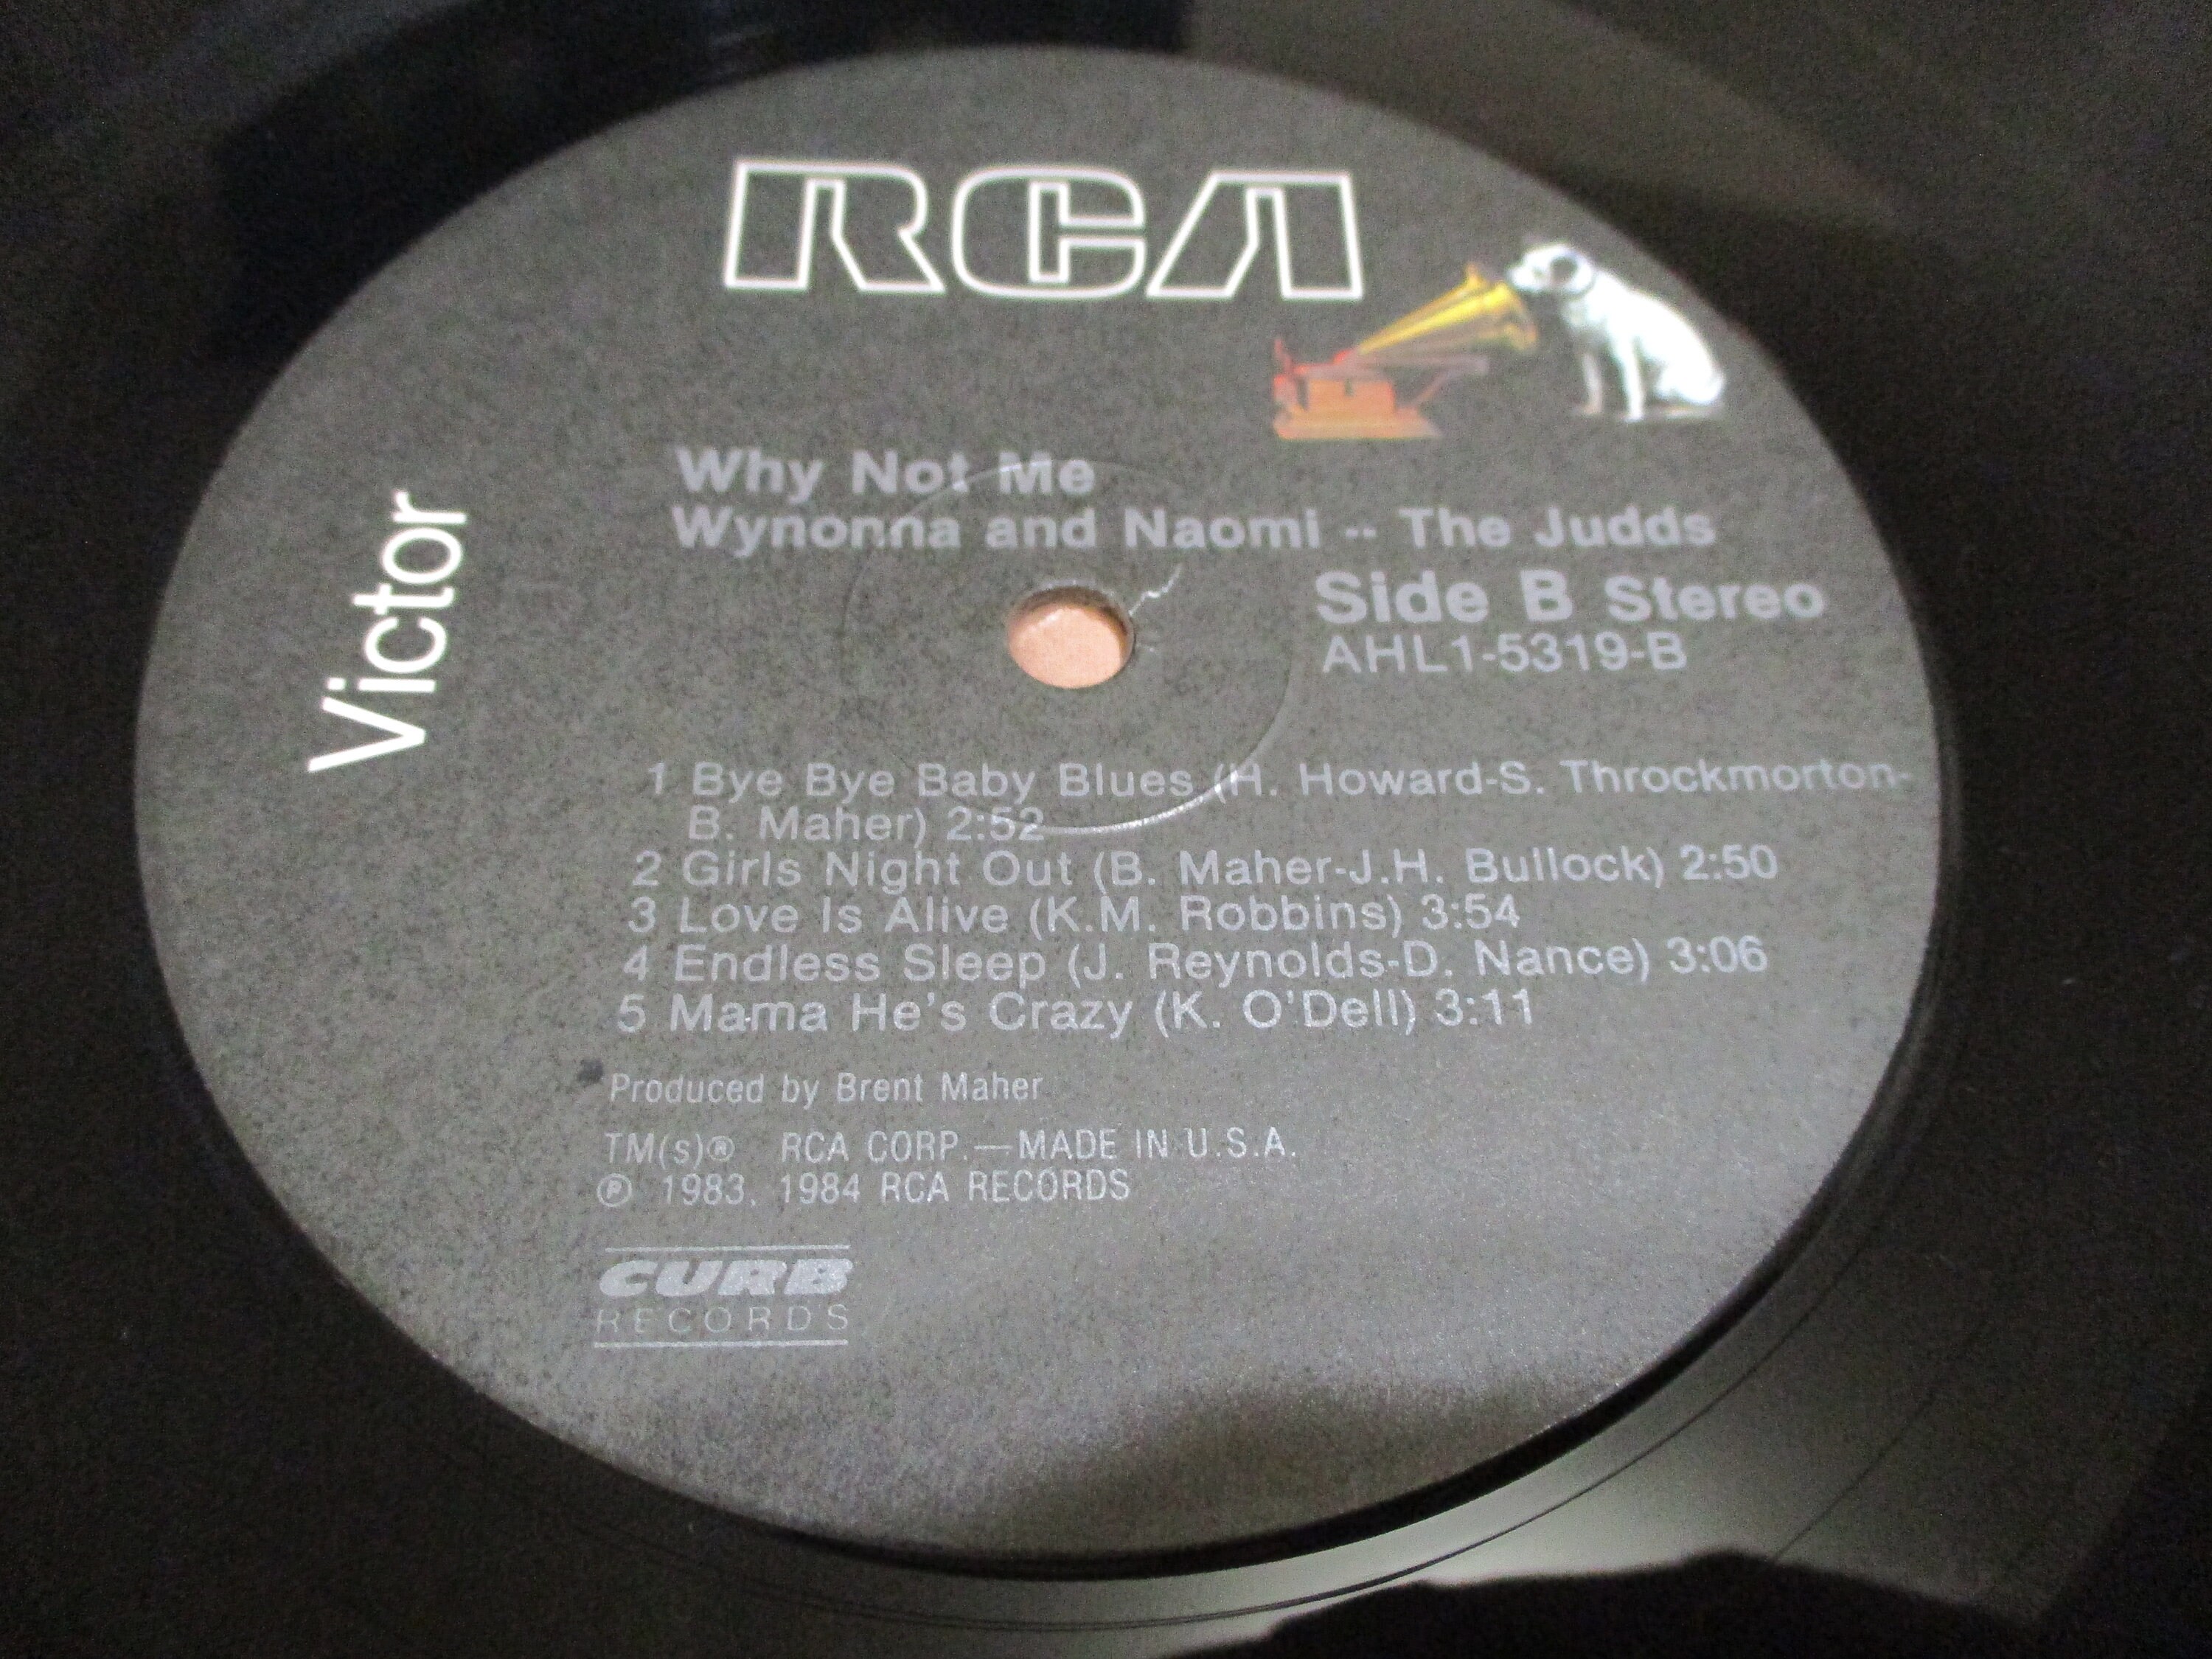 RCA
Victor
Why Not Me
Wynonna and Naomi -- The Judds
Side B Stereo
AHL1-5319-B
1 Bye Bye Baby Blues (H. Howard-S. Throckmorton-
B. Maher) 2:52
2 Girls Night Out (B. Maher-J.H. Bullock) 2:50
3 Love Is Alive (K.M. Robbins) 3:54
4 Endless Sleep (J. Reynolds-D. Nance) 3:06
5 Mama He's Crazy (K. O'Dell) 3:11
Produced by Brent Maher
TM(s)® RCA CORP.—MADE IN U.S.A.
℗ 1983, 1984 RCA RECORDS
CURB
RECORDS